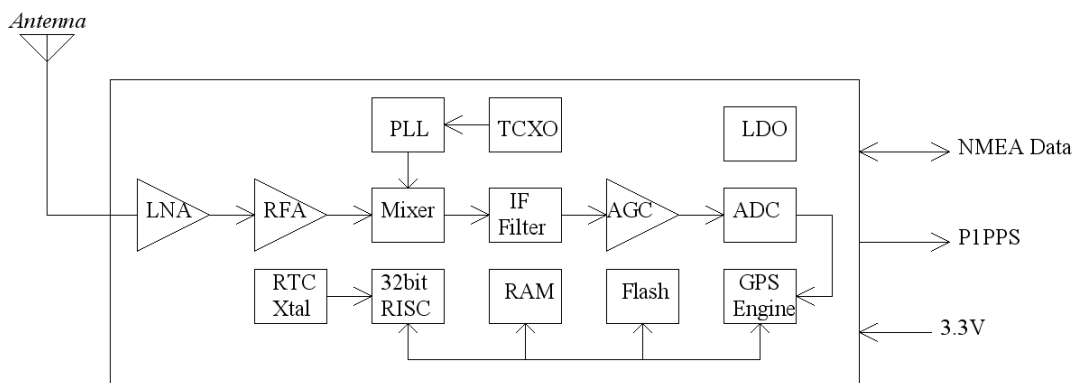 Antenna
PLL
TCXO
LDO
NMEA Data
LNA
RFA
Mixer
IF
Filter
AGC
ADC
P1PPS
RTC
Xtal
32bit
RISC
RAM
Flash
GPS
Engine
3.3V